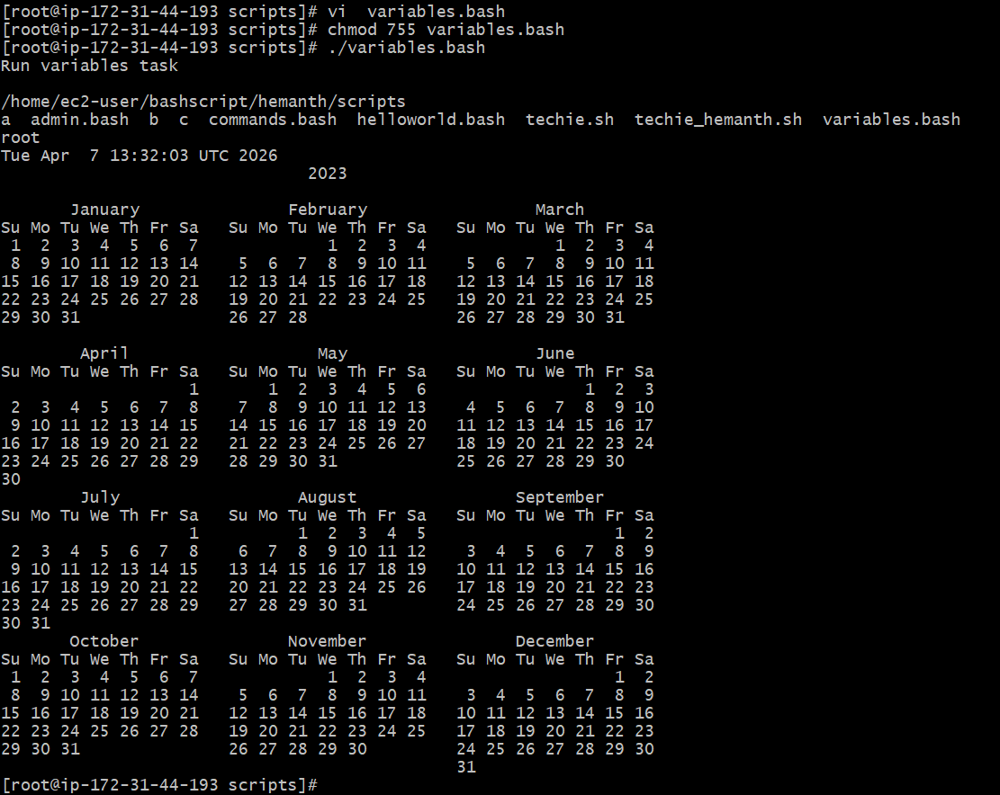 [root@ip-172-31-44-193 scripts]# vi  variables.bash
[root@ip-172-31-44-193 scripts]# chmod 755 variables.bash
[root@ip-172-31-44-193 scripts]# ./variables.bash
Run variables task

/home/ec2-user/bashscript/hemanth/scripts
a  admin.bash  b  c  commands.bash  helloworld.bash  techie.sh  techie_hemanth.sh  variables.bash
root
Tue Apr  7 13:32:03 UTC 2026
                               2023

       January               February                 March
Su Mo Tu We Th Fr Sa   Su Mo Tu We Th Fr Sa   Su Mo Tu We Th Fr Sa
 1  2  3  4  5  6  7             1  2  3  4             1  2  3  4
 8  9 10 11 12 13 14    5  6  7  8  9 10 11    5  6  7  8  9 10 11
15 16 17 18 19 20 21   12 13 14 15 16 17 18   12 13 14 15 16 17 18
22 23 24 25 26 27 28   19 20 21 22 23 24 25   19 20 21 22 23 24 25
29 30 31               26 27 28               26 27 28 29 30 31

        April                   May                   June
Su Mo Tu We Th Fr Sa   Su Mo Tu We Th Fr Sa   Su Mo Tu We Th Fr Sa
                   1       1  2  3  4  5  6                1  2  3
 2  3  4  5  6  7  8    7  8  9 10 11 12 13    4  5  6  7  8  9 10
 9 10 11 12 13 14 15   14 15 16 17 18 19 20   11 12 13 14 15 16 17
16 17 18 19 20 21 22   21 22 23 24 25 26 27   18 19 20 21 22 23 24
23 24 25 26 27 28 29   28 29 30 31            25 26 27 28 29 30
30
        July                  August                September
Su Mo Tu We Th Fr Sa   Su Mo Tu We Th Fr Sa   Su Mo Tu We Th Fr Sa
                   1          1  2  3  4  5                   1  2
 2  3  4  5  6  7  8    6  7  8  9 10 11 12    3  4  5  6  7  8  9
 9 10 11 12 13 14 15   13 14 15 16 17 18 19   10 11 12 13 14 15 16
16 17 18 19 20 21 22   20 21 22 23 24 25 26   17 18 19 20 21 22 23
23 24 25 26 27 28 29   27 28 29 30 31         24 25 26 27 28 29 30
30 31
       October               November               December
Su Mo Tu We Th Fr Sa   Su Mo Tu We Th Fr Sa   Su Mo Tu We Th Fr Sa
 1  2  3  4  5  6  7             1  2  3  4                   1  2
 8  9 10 11 12 13 14    5  6  7  8  9 10 11    3  4  5  6  7  8  9
15 16 17 18 19 20 21   12 13 14 15 16 17 18   10 11 12 13 14 15 16
22 23 24 25 26 27 28   19 20 21 22 23 24 25   17 18 19 20 21 22 23
29 30 31               26 27 28 29 30         24 25 26 27 28 29 30
                                              31
[root@ip-172-31-44-193 scripts]#